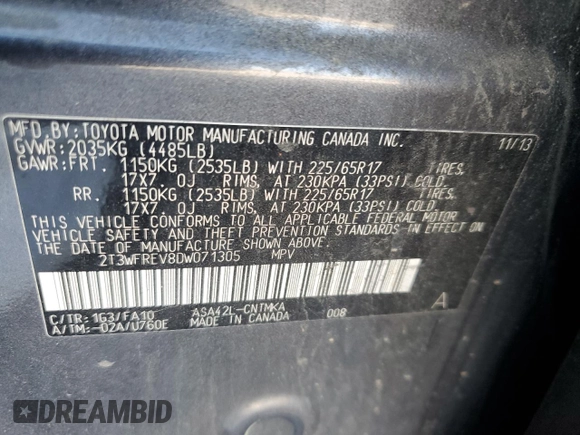 MFD. BY: TOYOTA MOTOR MANUFACTURING CANADA INC. 11/13
GVWR: 2035KG (4485LB)
GAWR: FRT. 1150KG (2535LB) WITH 225/65R17 TIRES,
17X7.0J RIMS, AT 230KPA (33PSI) COLD
RR. 1150KG (2535LB) WITH 225/65R17 TIRES,
17X7.0J RIMS, AT 230KPA (33PSI) COLD
THIS VEHICLE CONFORMS TO ALL APPLICABLE FEDERAL MOTOR
VEHICLE SAFETY AND THEFT PREVENTION STANDARDS IN EFFECT ON
THE DATE OF MANUFACTURE SHOWN ABOVE.
2T3WFREV8DW071305 MPV
C/TR: 1G3/FA10 ASA42L-CNTMKA 008 A
A/TM: -02A/U760E MADE IN CANADA
DREAMBID